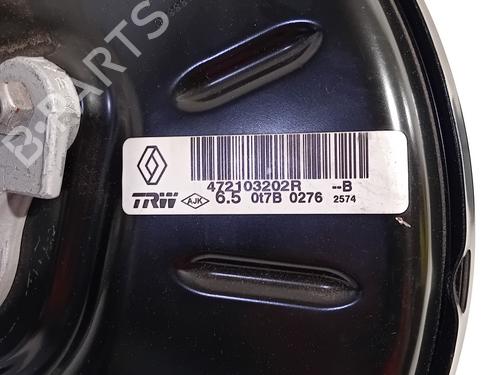 B-PARTS
472103202R --B
TRW AJK 6.5 0t7B 0276 2574